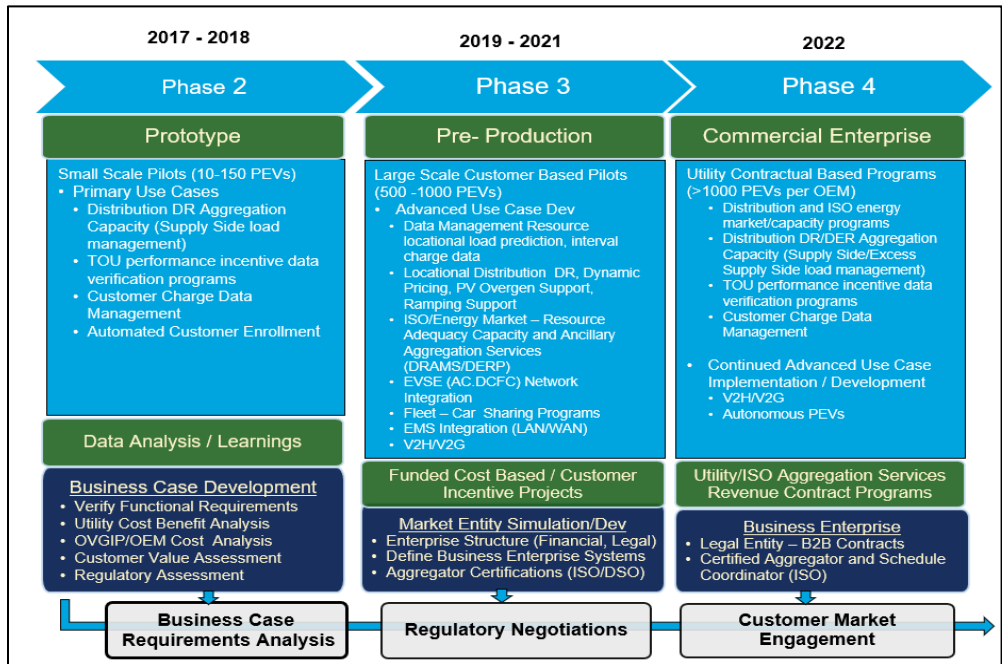 2017 - 2018
2019 - 2021
2022
Phase 2
Phase 3
Phase 4
Prototype
Pre- Production
Commercial Enterprise
Small Scale Pilots (10-150 PEVs)
• Primary Use Cases
• Distribution DR Aggregation
Capacity (Supply Side load
management)
• TOU performance incentive data
verification programs
• Customer Charge Data
Management
• Automated Customer Enrollment
Large Scale Customer Based Pilots
(500 -1000 PEVs)
• Advanced Use Case Dev
• Data Management Resource
locational load prediction, interval
charge data
• Locational Distribution DR, Dynamic
Pricing, PV Overgen Support,
Ramping Support
• ISO/Energy Market – Resource
Adequacy Capacity and Ancillary
Aggregation Services
(DRAMS/DERP)
• EVSE (AC.DCFC) Network
Integration
• Fleet – Car Sharing Programs
• EMS Integration (LAN/WAN)
• V2H/V2G
Utility Contractual Based Programs
(>1000 PEVs per OEM)
• Distribution and ISO energy
market/capacity programs
• Distribution DR/DER Aggregation
Capacity (Supply Side/Excess
Supply Side load management)
• TOU performance incentive data
verification programs
• Customer Charge Data
Management
• Continued Advanced Use Case
Implementation / Development
• V2H/V2G
• Autonomous PEVs
Data Analysis / Learnings
Funded Cost Based / Customer
Incentive Projects
Utility/ISO Aggregation Services
Revenue Contract Programs
Business Case Development
• Verify Functional Requirements
• Utility Cost Benefit Analysis
• OVGIP/OEM Cost Analysis
• Customer Value Assessment
• Regulatory Assessment
Market Entity Simulation/Dev
• Enterprise Structure (Financial, Legal)
• Define Business Enterprise Systems
• Aggregator Certifications (ISO/DSO)
Business Enterprise
• Legal Entity – B2B Contracts
• Certified Aggregator and Schedule
Coordinator (ISO)
Business Case
Requirements Analysis
Regulatory Negotiations
Customer Market
Engagement